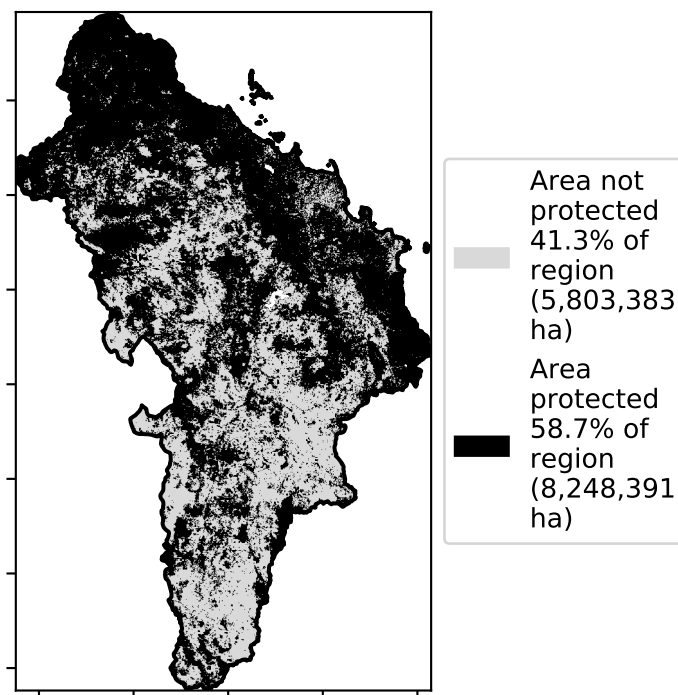 Area not
protected
41.3% of
region
(5,803,383
ha)
Area
protected
58.7% of
region
(8,248,391
ha)